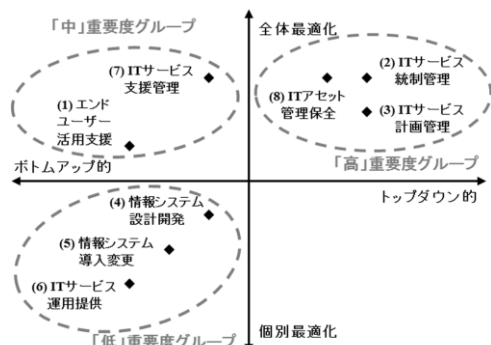 「中」重要度グループ
全体最適化
(7) ITサービス
支援管理
(2) ITサービス
統制管理
(1) エンド
ユーザー
活用支援
(8) ITアセット
管理保全
(3) ITサービス
計画管理
ボトムアップ的
「高」重要度グループ
トップダウン的
(4) 情報システム
設計開発
(5) 情報システム
導入変更
(6) ITサービス
運用提供
個別最適化
「低」重要度グループ